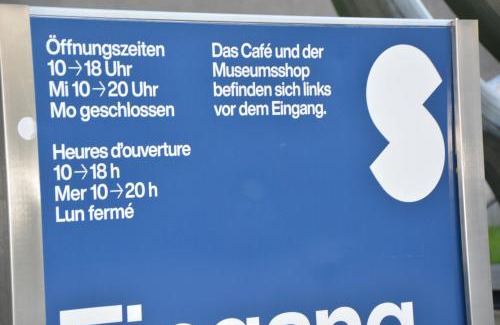 Öffnungszeiten
10→18 Uhr
Mi 10→20 Uhr
Mo geschlossen
Das Café und der
Museumsshop
befinden sich links
vor dem Eingang.
Heures d'ouverture
10→18 h
Mer 10→20 h
Lun fermé
Eingang